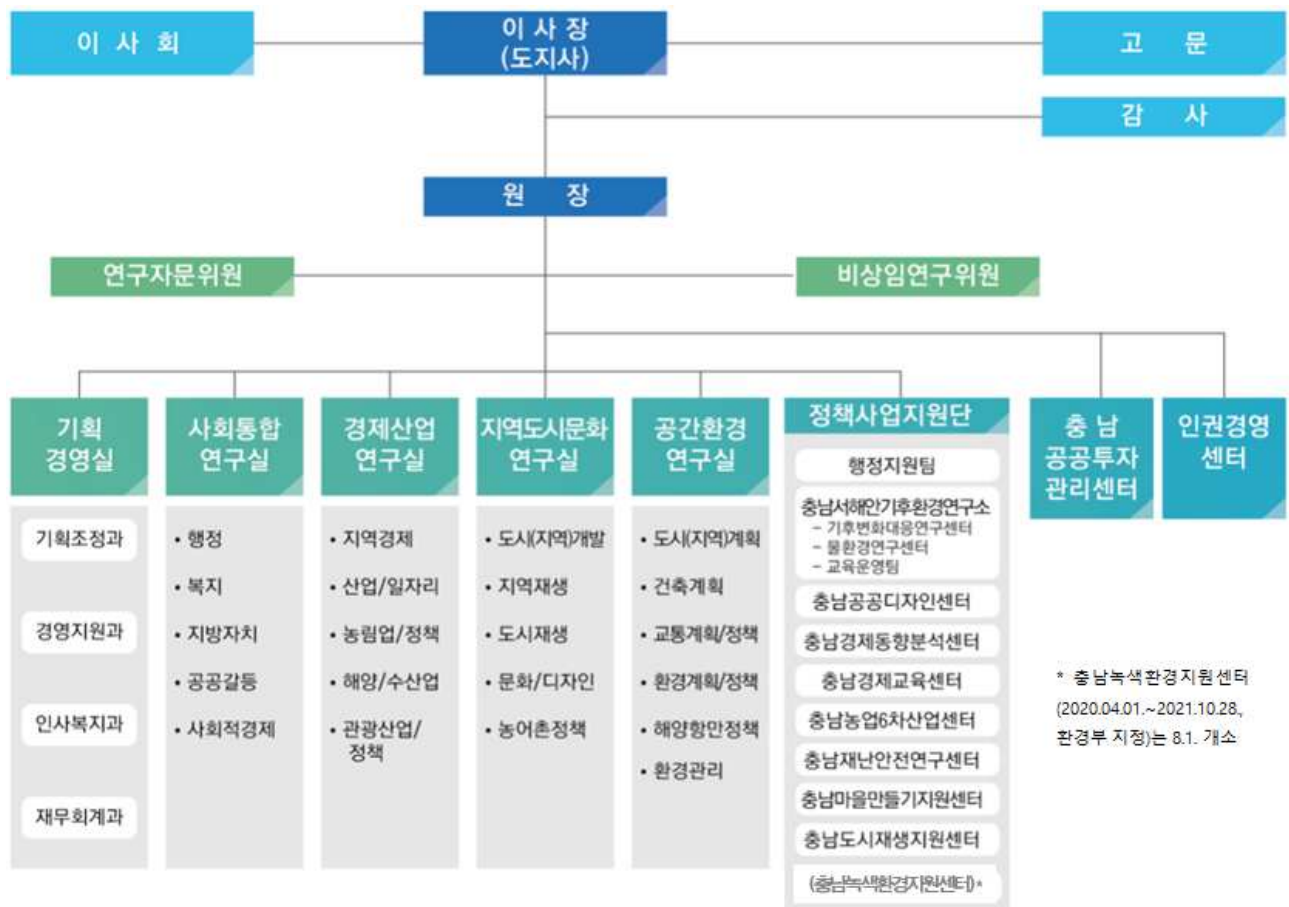 이 사 회
이 사 장
(도지사)
고 문
감 사
원 장
연구자문위원
비상임연구위원
기획
경영실
기획조정과
경영지원과
인사복지과
재무회계과
사회통합
연구실
• 행정
• 복지
• 지방자치
• 공공갈등
• 사회적경제
경제산업
연구실
• 지역경제
• 산업/일자리
• 농림업/정책
• 해양/수산업
• 관광산업/
정책
지역도시문화
연구실
• 도시(지역)개발
• 지역재생
• 도시재생
• 문화/디자인
• 농어촌정책
공간환경
연구실
• 도시(지역)계획
• 건축계획
• 교통계획/정책
• 환경계획/정책
• 해양항만정책
• 환경관리
정책사업지원단
행정지원팀
충남서해안기후환경연구소
– 기후변화대응연구센터
– 물환경연구센터
– 교육운영팀
충남공공디자인센터
충남경제동향분석센터
충남경제교육센터
충남농업6차산업센터
충남재난안전연구센터
충남마을만들기지원센터
충남도시재생지원센터
(충남녹색환경지원센터)*
충 남
공공투자
관리센터
인권경영
센터
* 충남녹색환경지원센터
(2020.04.01.~2021.10.28.,
환경부 지정)는 8.1. 개소